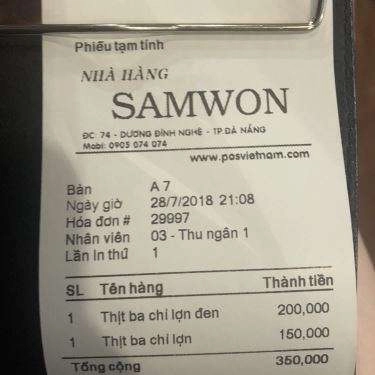 Phiếu tạm tính
NHÀ HÀNG
SAMWON
ĐC: 74 - DƯƠNG ĐÌNH NGHỆ - TP ĐÀ NẴNG
Mobi: 0905 074 074
www.posvietnam.com
Bàn A 7
Ngày giờ 28/7/2018 21:08
Hóa đơn # 29997
Nhân viên 03 - Thu ngân 1
Lần in thứ 1
SL Tên hàng Thành tiền
1 Thịt ba chỉ lợn đen 200,000
1 Thịt ba chỉ lợn 150,000
Tổng cộng 350,000